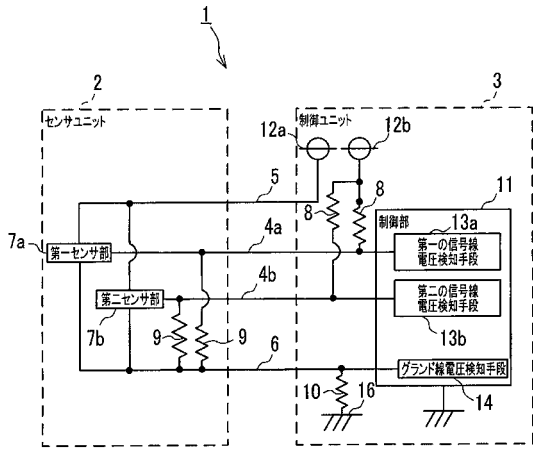 1
2
3
センサユニット
制御ユニット
12a
12b
5
8
8
11
制御部
13a
7a
第一センサ部
4a
第一の信号線
電圧検知手段
第二センサ部
4b
第二の信号線
電圧検知手段
7b
9
9
6
13b
グランド線電圧検知手段
10
16
14